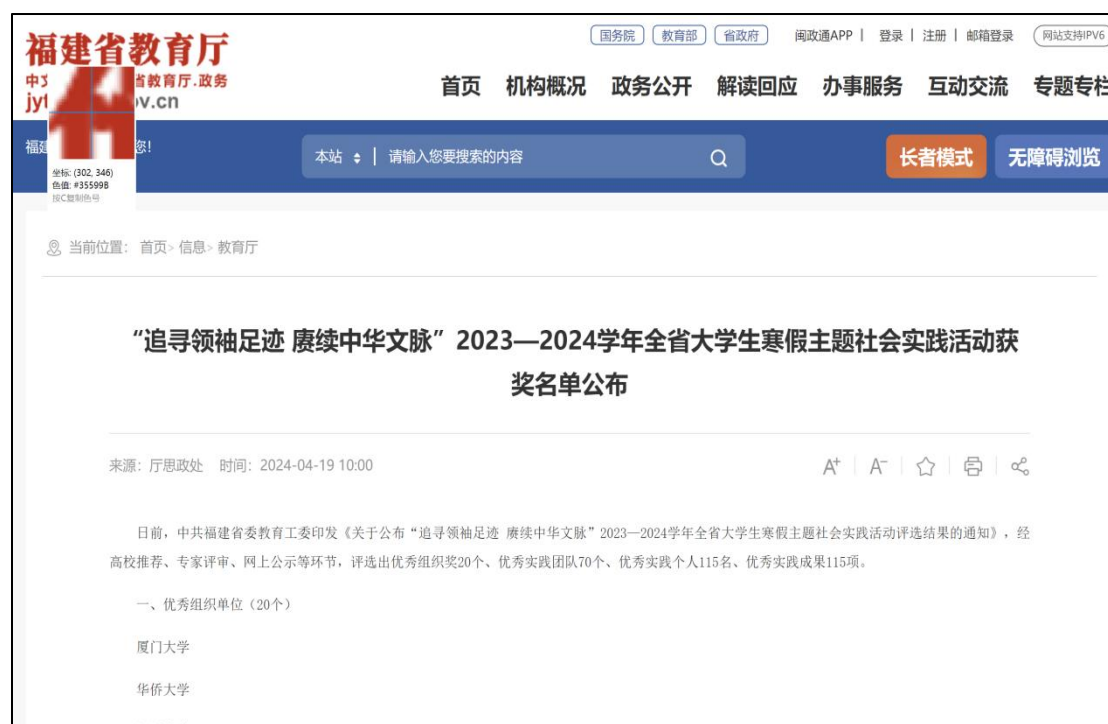 福建省教育厅
国务院 教育部 省政府 闽政通APP | 登录 | 注册 | 邮箱登录 网站支持IPV6
省教育厅.政务
v.cn
首页 机构概况 政务公开 解读回应 办事服务 互动交流 专题专栏
您!
本站 | 请输入您要搜索的内容
长者模式 无障碍浏览
坐标: (302, 346)
色值: #35599B
按C复制色号
当前位置: 首页> 信息> 教育厅
“追寻领袖足迹 赓续中华文脉”2023—2024学年全省大学生寒假主题社会实践活动获
奖名单公布
来源: 厅思政处 时间: 2024-04-19 10:00
A+ A-
日前，中共福建省委教育工委印发《关于公布“追寻领袖足迹 赓续中华文脉”2023—2024学年全省大学生寒假主题社会实践活动评选结果的通知》，经
高校推荐、专家评审、网上公示等环节，评选出优秀组织奖20个、优秀实践团队70个、优秀实践个人115名、优秀实践成果115项。
一、优秀组织单位（20个）
厦门大学
华侨大学